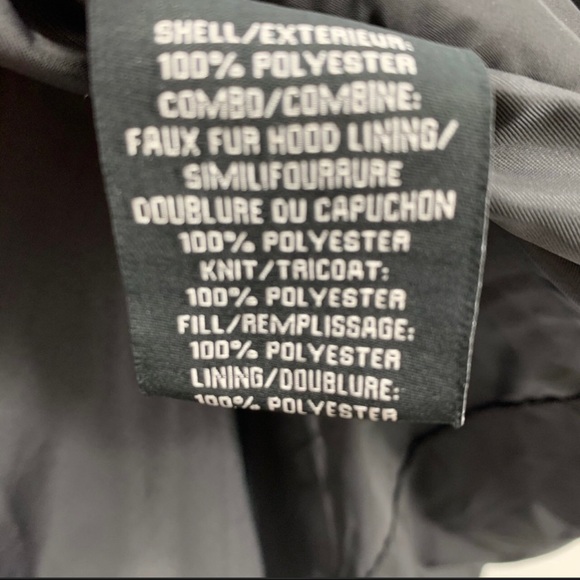 SHELL/EXTERIEUR:
100% POLYESTER
COMBO/COMBINE:
FAUX FUR HOOD LINING/
SIMILIFOURRURE
DOUBLURE DU CAPUCHON
100% POLYESTER
KNIT/TRICOAT:
100% POLYESTER
FILL/REMPLISSAGE:
100% POLYESTER
LINING/DOUBLURE:
100% POLYESTER